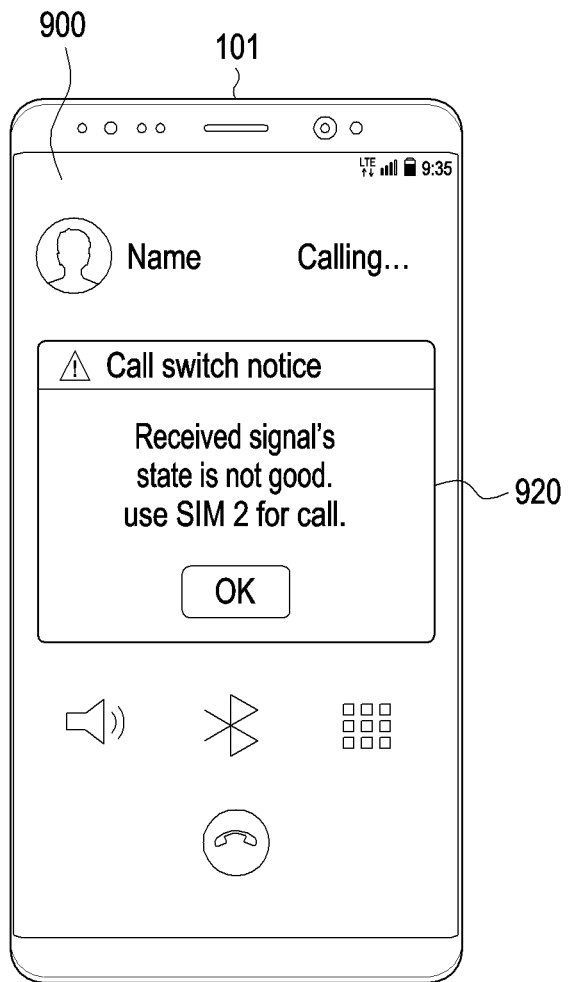 900
101
LTE
9:35
Name Calling...
Call switch notice
Received signal's
state is not good.
use SIM 2 for call.
920
OK